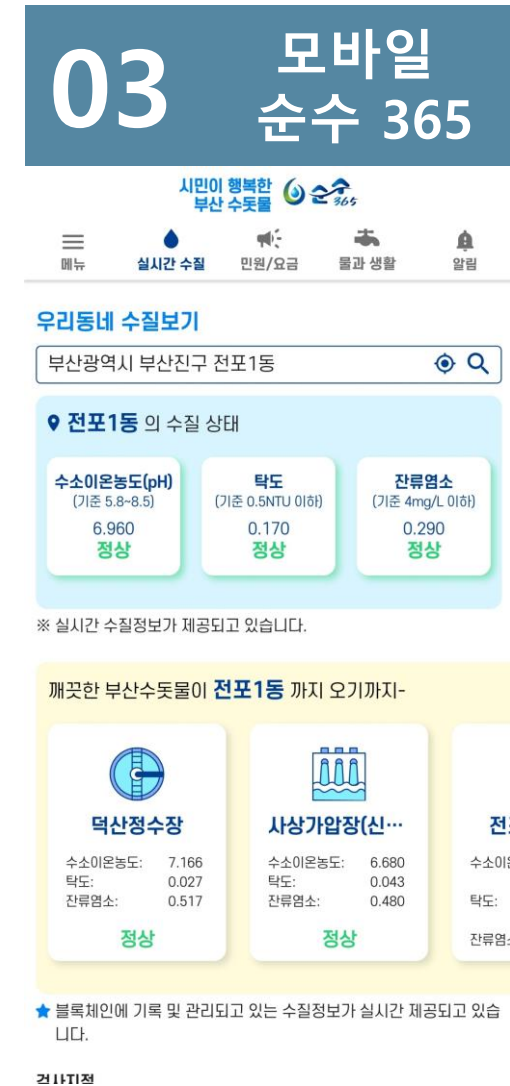 03
모바일
순수 365
시민이 행복한
부산 수돗물
순수365
메뉴
실시간 수질
민원/요금
물과 생활
알림
우리동네 수질보기
부산광역시 부산진구 전포1동
전포1동 의 수질 상태
수소이온농도(pH)
(기준 5.8~8.5)
6.960
정상
탁도
(기준 0.5NTU 이하)
0.170
정상
잔류염소
(기준 4mg/L 이하)
0.290
정상
※ 실시간 수질정보가 제공되고 있습니다.
깨끗한 부산수돗물이 전포1동 까지 오기까지-
덕산정수장
수소이온농도: 7.166
탁도: 0.027
잔류염소: 0.517
정상
사상가압장(신…
수소이온농도: 6.680
탁도: 0.043
잔류염소: 0.480
정상
수소이
탁도:
잔류염
★ 블록체인에 기록 및 관리되고 있는 수질정보가 실시간 제공되고 있습
니다.